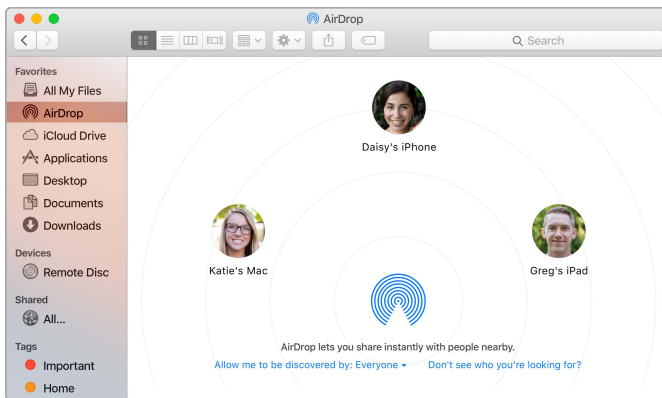 AirDrop
Search
Favorites
All My Files
AirDrop
iCloud Drive
Applications
Desktop
Documents
Downloads
Devices
Remote Disc
Shared
All...
Tags
Important
Home
Daisy's iPhone
Katie's Mac
Greg's iPad
AirDrop lets you share instantly with people nearby.
Allow me to be discovered by: Everyone
Don't see who you're looking for?